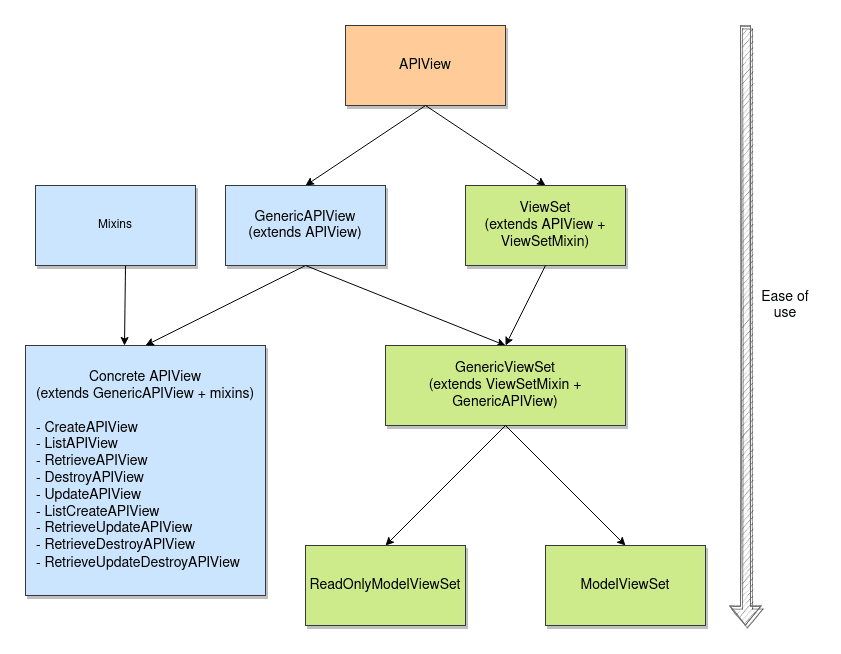 APIView
Mixins
GenericAPIView
(extends APIView)
ViewSet
(extends APIView +
ViewSetMixin)
Ease of
use
Concrete APIView
(extends GenericAPIView + mixins)
- CreateAPIView
- ListAPIView
- RetrieveAPIView
- DestroyAPIView
- UpdateAPIView
- ListCreateAPIView
- RetrieveUpdateAPIView
- RetrieveDestroyAPIView
- RetrieveUpdateDestroyAPIView
GenericViewSet
(extends ViewSetMixin +
GenericAPIView)
ReadOnlyModelViewSet
ModelViewSet